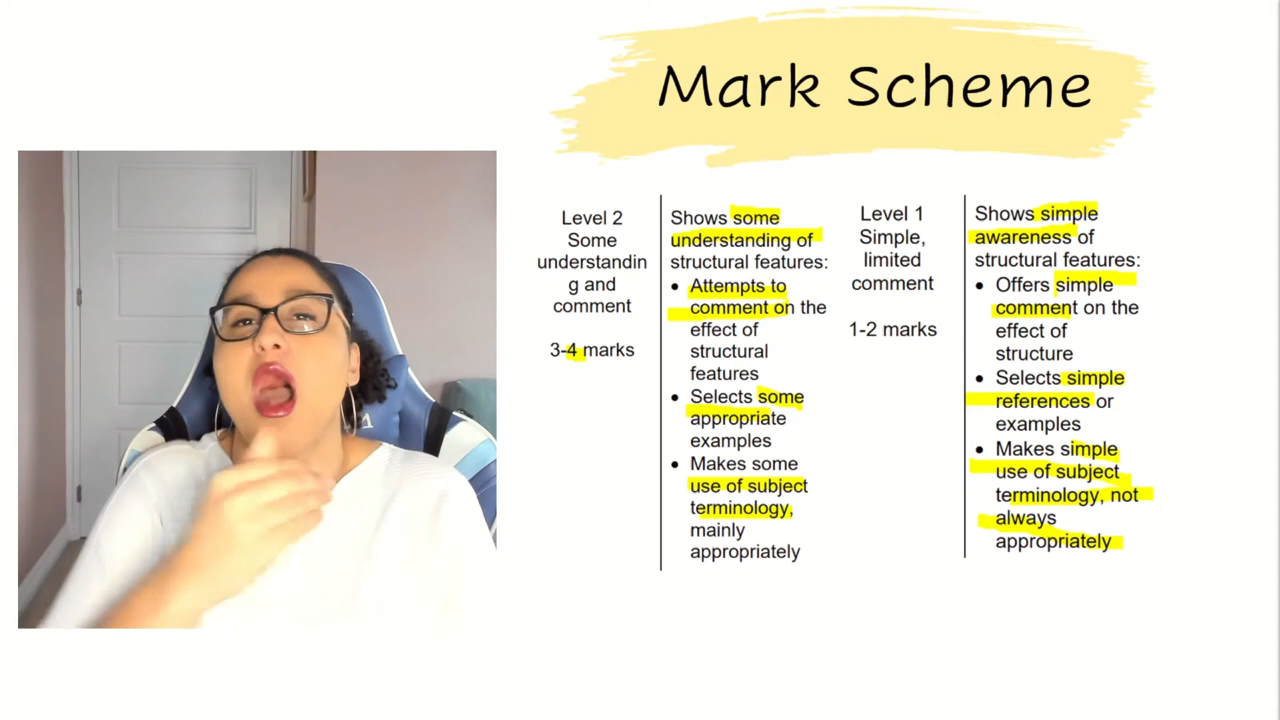 Mark Scheme
Level 2
Some
understandin
g and
comment
3-4 marks
Shows some
understanding of
structural features:
• Attempts to
comment on the
effect of
structural
features
• Selects some
appropriate
examples
• Makes some
use of subject
terminology,
mainly
appropriately
Level 1
Simple,
limited
comment
1-2 marks
Shows simple
awareness of
structural features:
• Offers simple
comment on the
effect of
structure
• Selects simple
references or
examples
• Makes simple
use of subject
terminology, not
always
appropriately